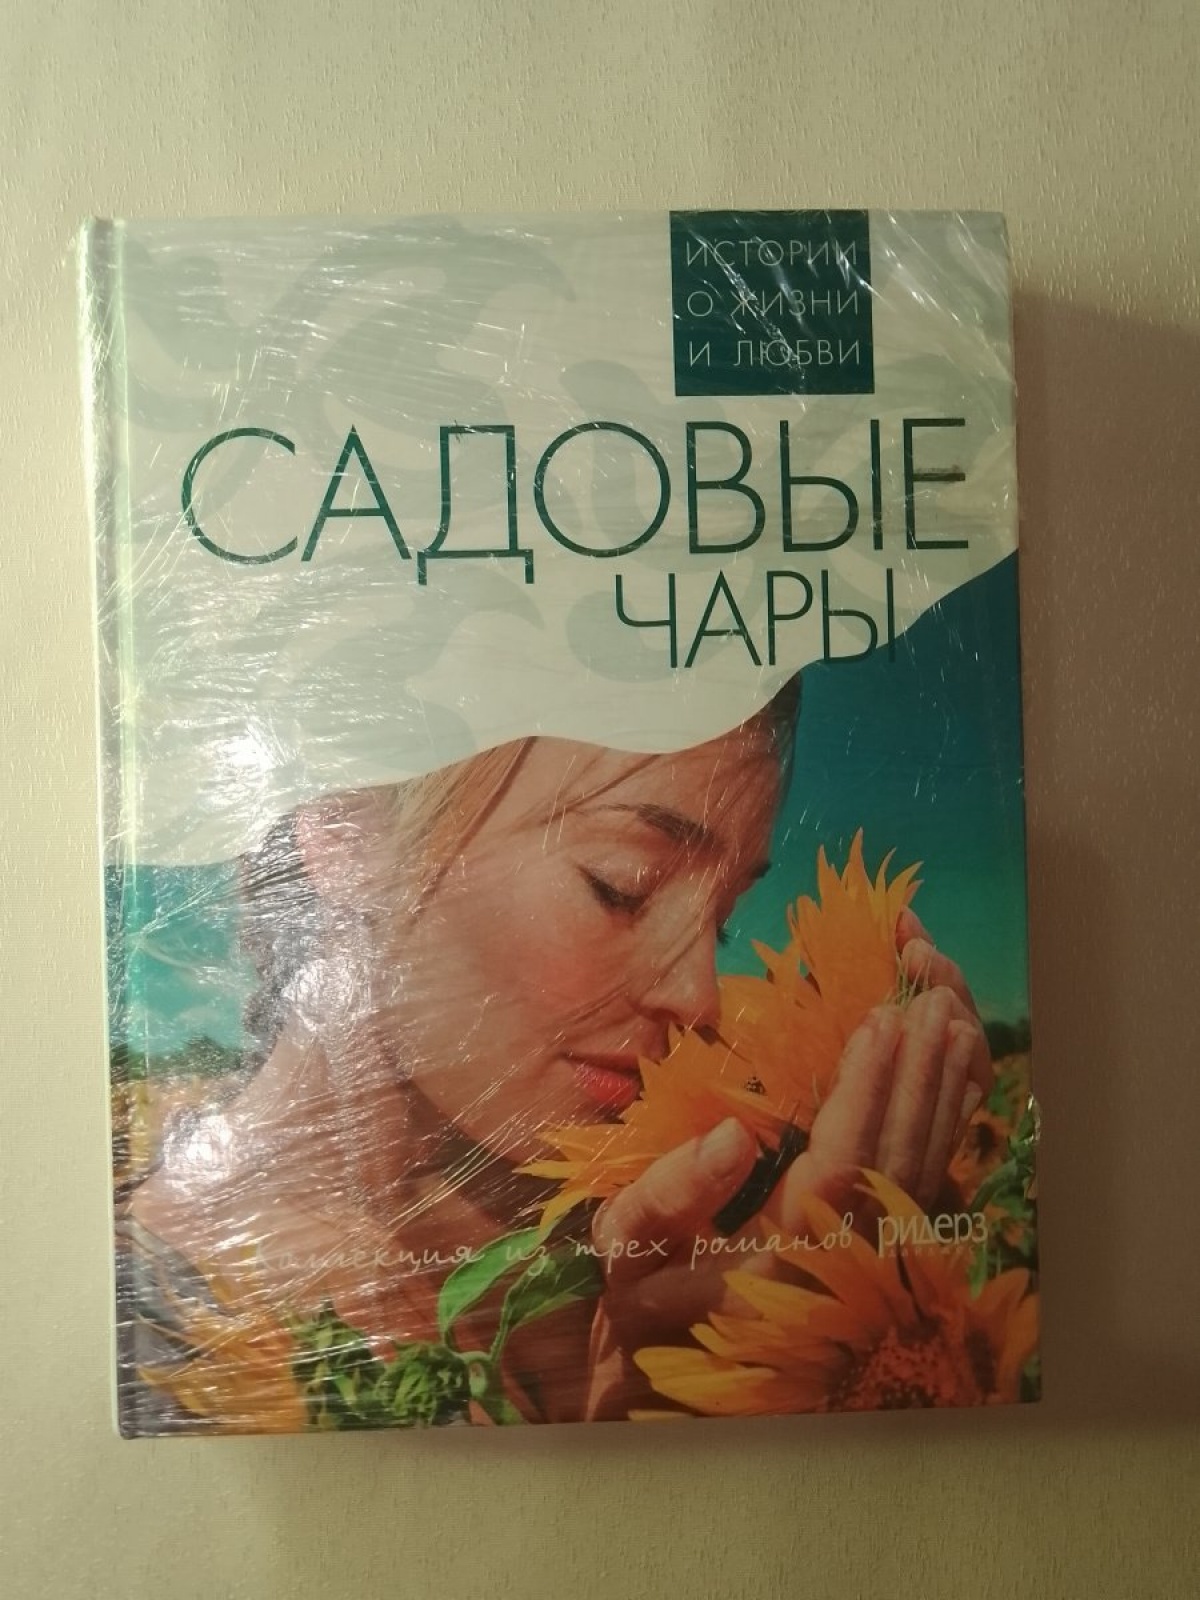 ИСТОРИИ
О ЖИЗНИ
И ЛЮБВИ
САДОВЫЕ
ЧАРЫ
Коллекция из трех романов ридерз